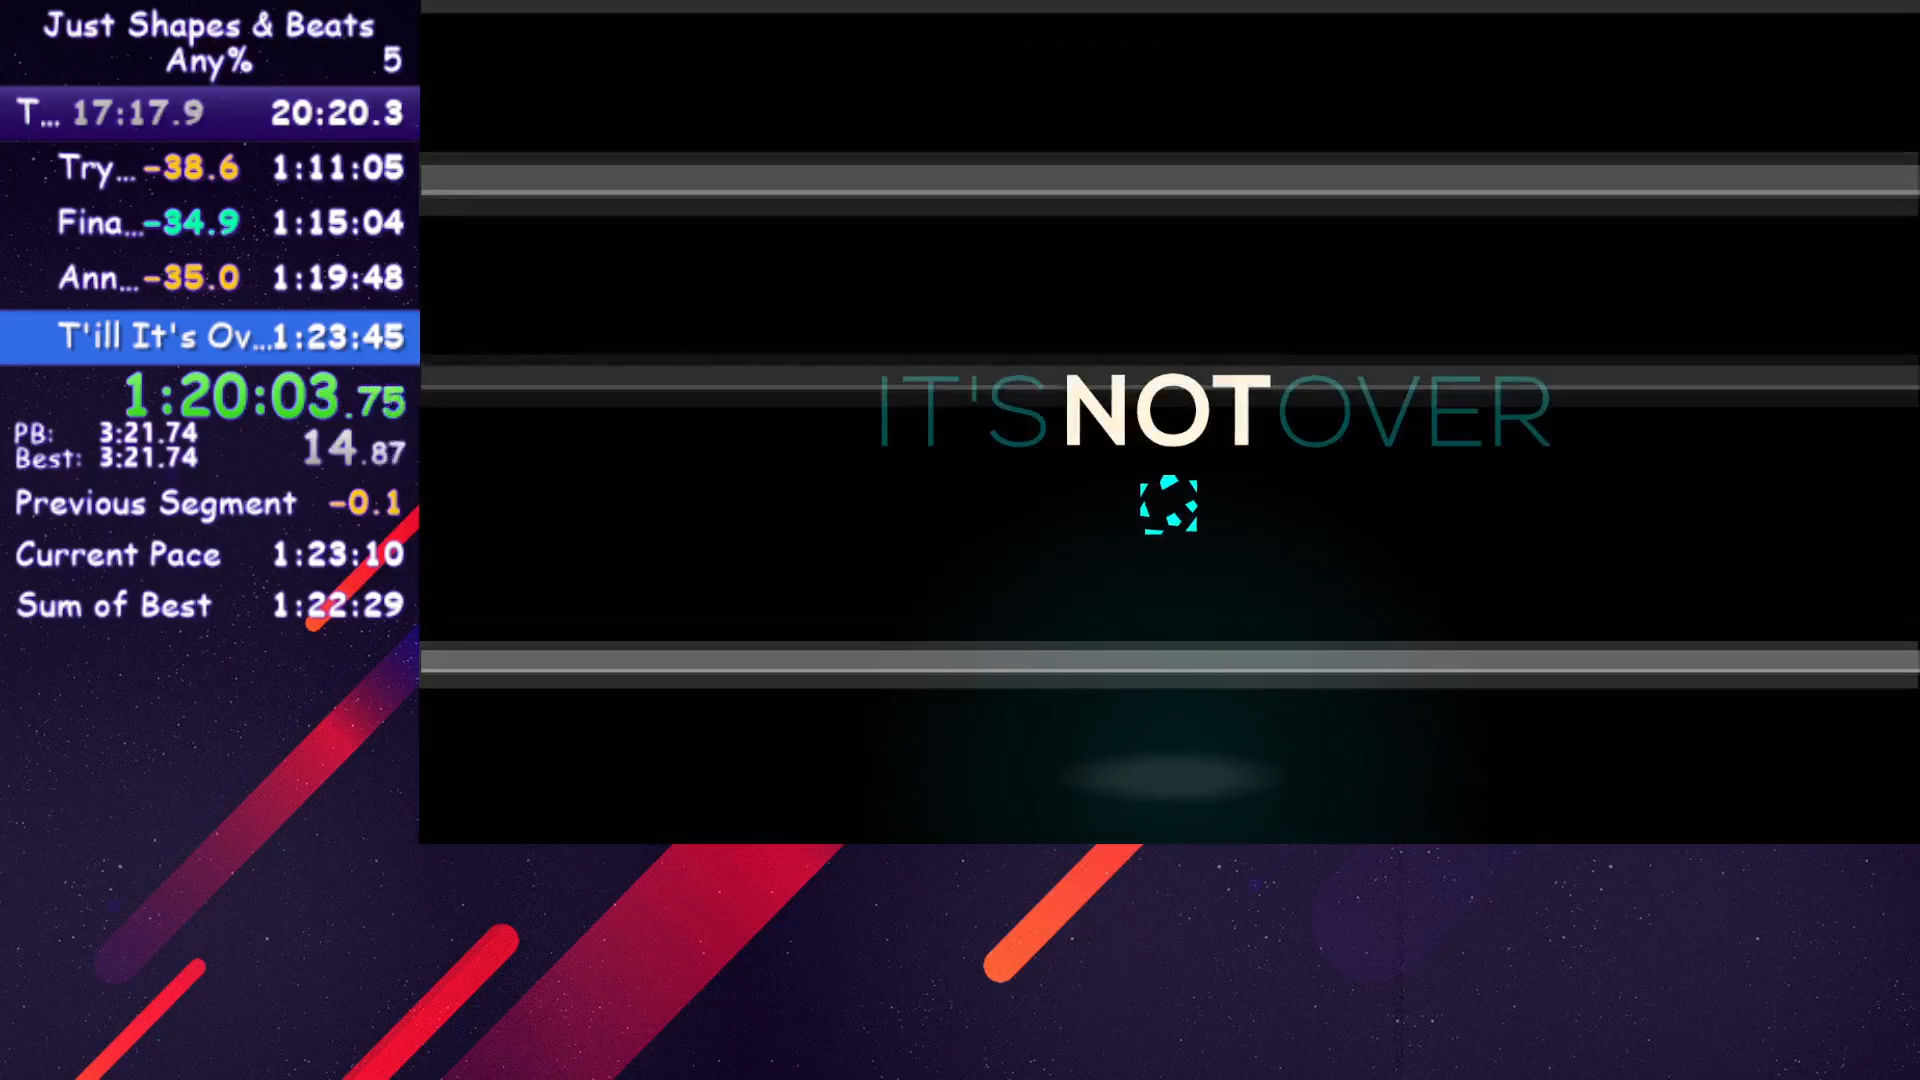 Just Shapes & Beats
Any% 5
T... 17:17.9 20:20.3
Try... -38.6 1:11:05
Fina... -34.9 1:15:04
Ann... -35.0 1:19:48
T'ill It's Ov... 1:23:45
1:20:03.75
PB: 3:21.74
Best: 3:21.74
14.87
Previous Segment -0.1
Current Pace 1:23:10
Sum of Best 1:22:29
IT'S NOT OVER